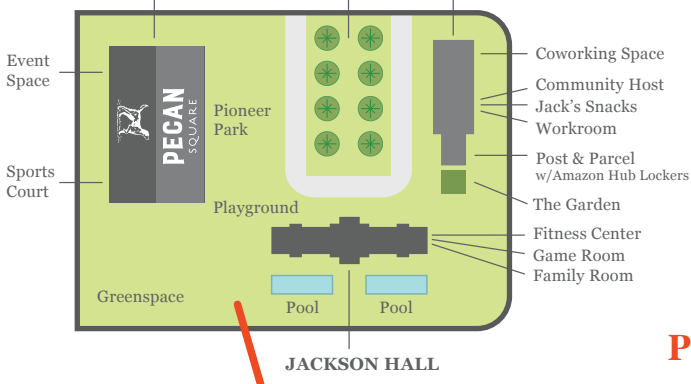 Event
Space
Sports
Court
PECAN
SQUARE
Pioneer
Park
Playground
Greenspace
Coworking Space
Community Host
Jack's Snacks
Workroom
Post & Parcel
w/Amazon Hub Lockers
The Garden
Fitness Center
Game Room
Family Room
Pool
Pool
JACKSON HALL
P